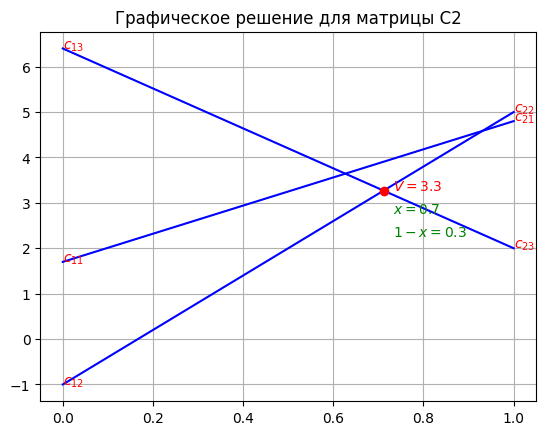 Графическое решение для матрицы C2
c13
c22
c21
V = 3.3
x = 0.7
1 − x = 0.3
c11
c23
c12
6
5
4
3
2
1
0
−1
0.0 0.2 0.4 0.6 0.8 1.0